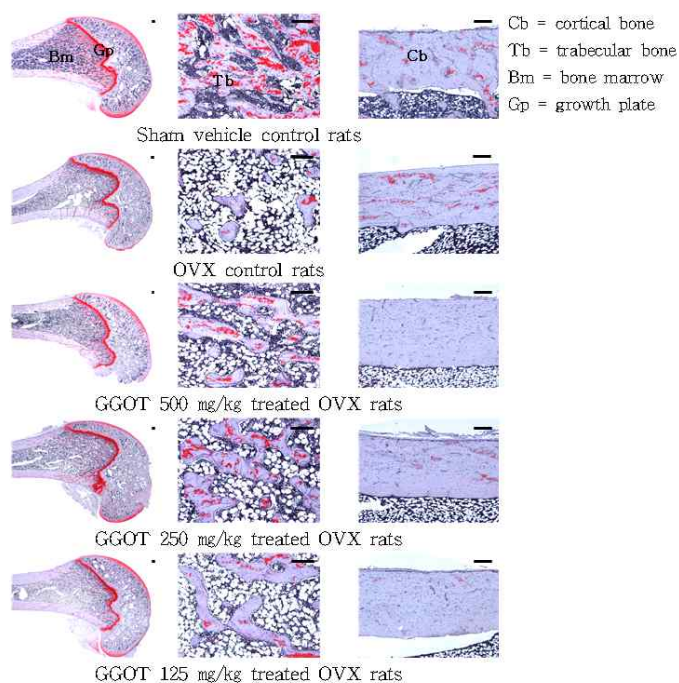 Cb = cortical bone
Tb = trabecular bone
Bm = bone marrow
Gp = growth plate
Bm
Gp
Tb
Cb
Sham vehicle control rats
OVX control rats
GGOT 500 mg/kg treated OVX rats
GGOT 250 mg/kg treated OVX rats
GGOT 125 mg/kg treated OVX rats